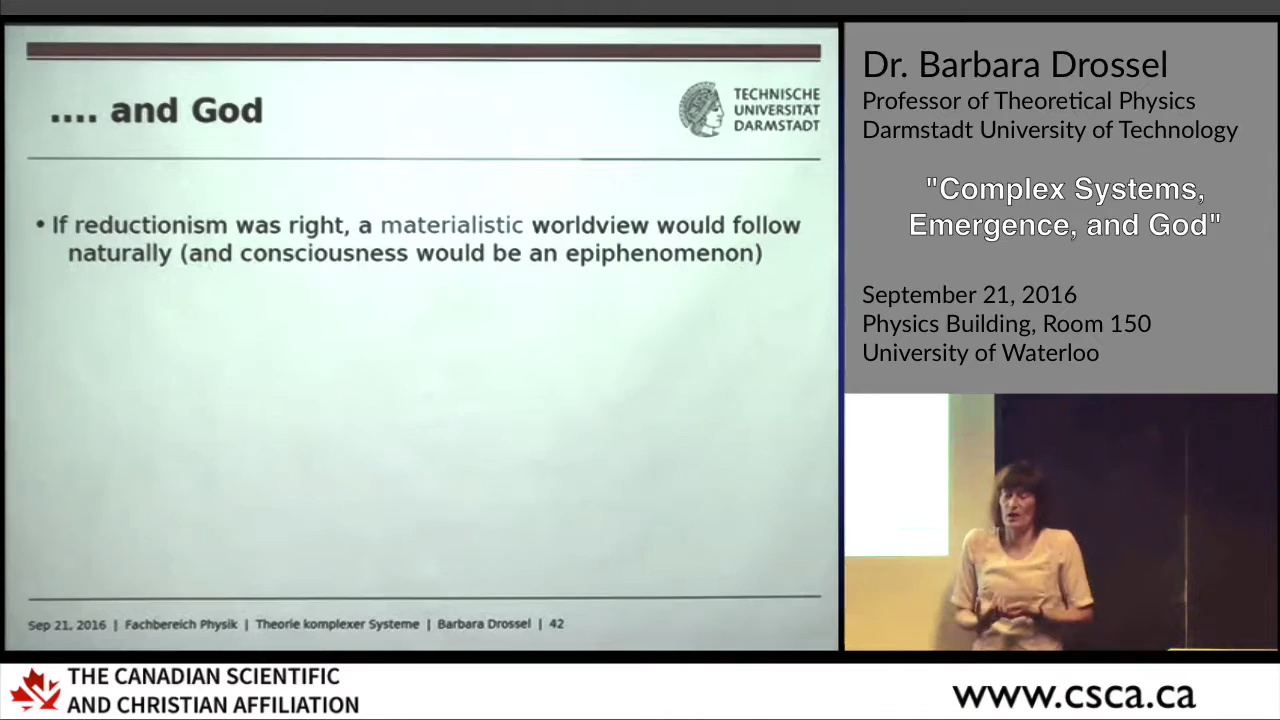 .... and God
TECHNISCHE
UNIVERSITÄT
DARMSTADT
• If reductionism was right, a materialistic worldview would follow
naturally (and consciousness would be an epiphenomenon)
Sep 21, 2016 | Fachbereich Physik | Theorie komplexer Systeme | Barbara Drossel | 42
Dr. Barbara Drossel
Professor of Theoretical Physics
Darmstadt University of Technology
"Complex Systems,
Emergence, and God"
September 21, 2016
Physics Building, Room 150
University of Waterloo
THE CANADIAN SCIENTIFIC
AND CHRISTIAN AFFILIATION
www.csca.ca